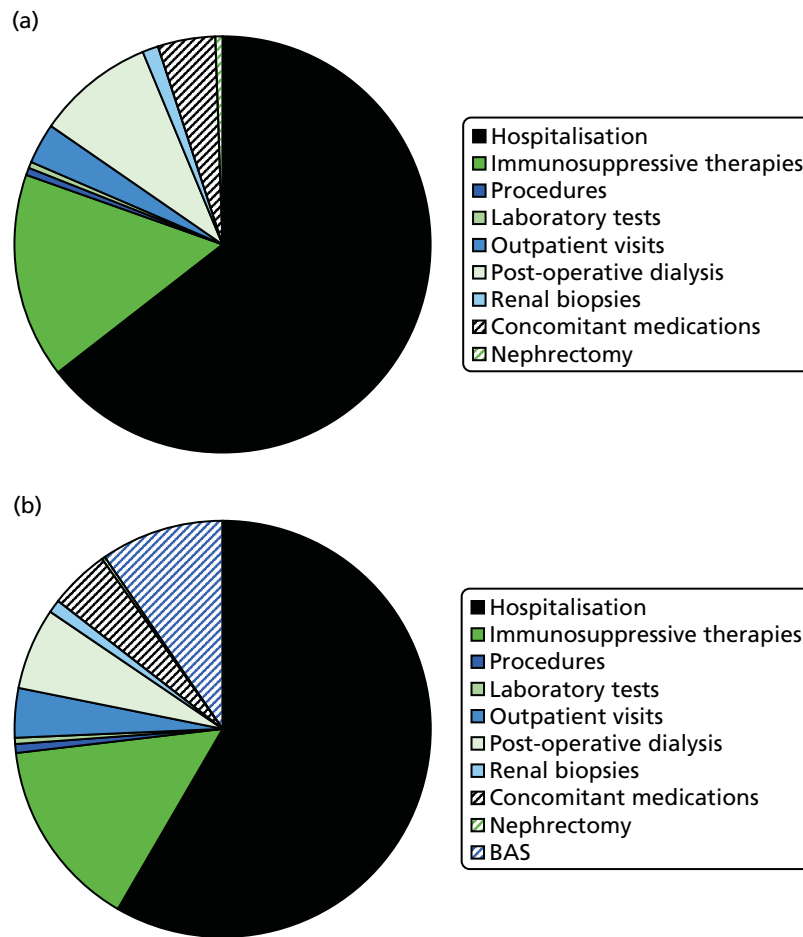 (a)
Hospitalisation
Immunosuppressive therapies
Procedures
Laboratory tests
Outpatient visits
Post-operative dialysis
Renal biopsies
Concomitant medications
Nephrectomy
(b)
Hospitalisation
Immunosuppressive therapies
Procedures
Laboratory tests
Outpatient visits
Post-operative dialysis
Renal biopsies
Concomitant medications
Nephrectomy
BAS